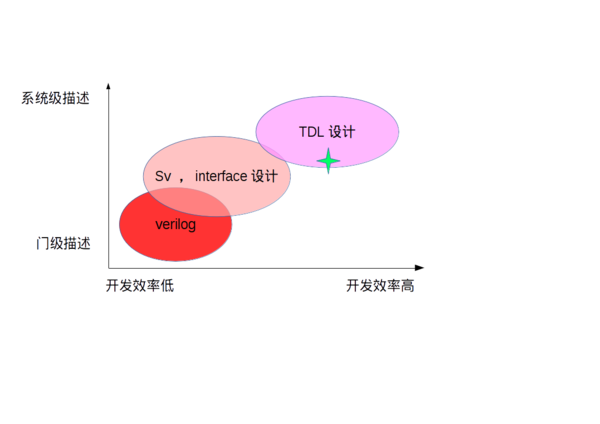 系统级描述
TDL 设计
Sv ， interface 设计
verilog
门级描述
开发效率低
开发效率高